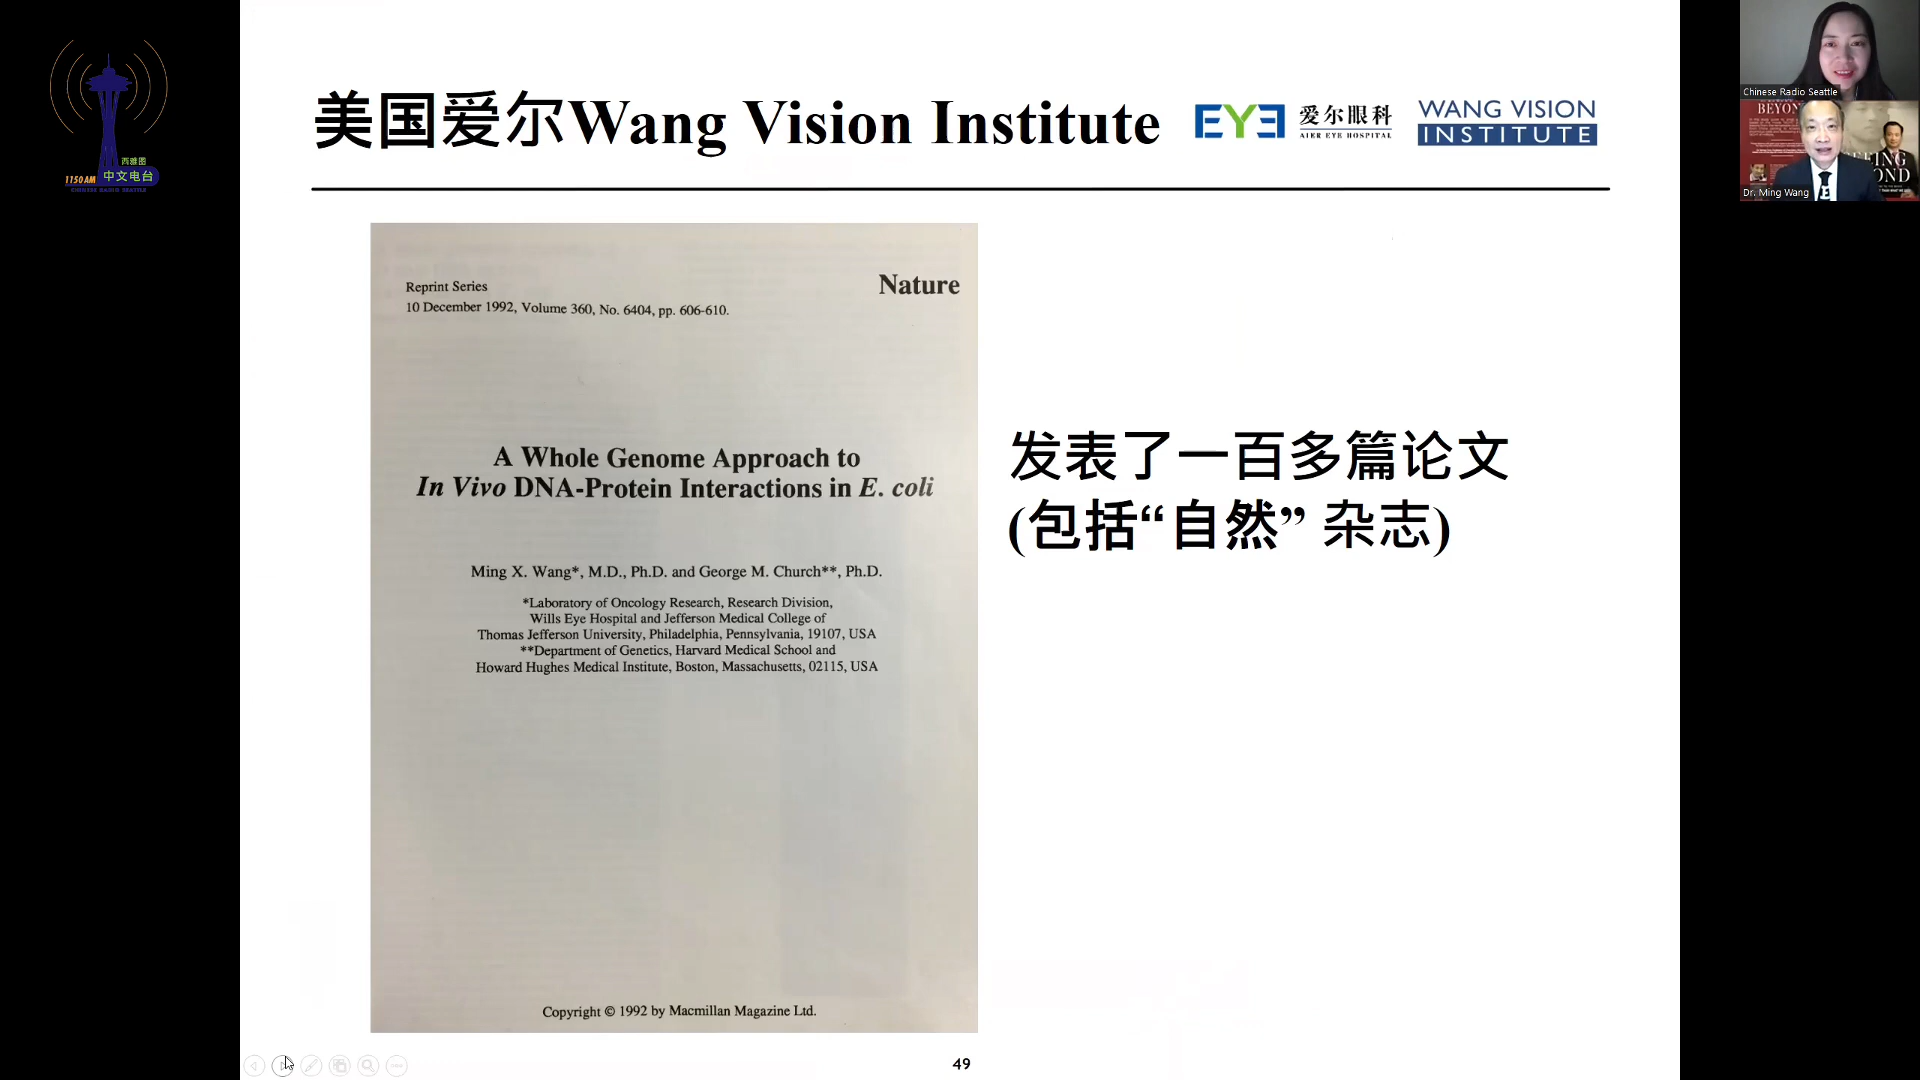 美国爱尔Wang Vision Institute
EYE 爱尔眼科
AIER EYE HOSPITAL
WANG VISION
INSTITUTE
西雅图
1150AM 中文电台
CHINESE RADIO SEATTLE
Chinese Radio Seattle
BEYON
SEEING
OND
Dr. Ming Wang
Reprint Series
Nature
10 December 1992, Volume 360, No. 6404, pp. 606-610.
A Whole Genome Approach to
In Vivo DNA-Protein Interactions in E. coli
Ming X. Wang*, M.D., Ph.D. and George M. Church**, Ph.D.
*Laboratory of Oncology Research, Research Division,
Wills Eye Hospital and Jefferson Medical College of
Thomas Jefferson University, Philadelphia, Pennsylvania, 19107, USA
**Department of Genetics, Harvard Medical School and
Howard Hughes Medical Institute, Boston, Massachusetts, 02115, USA
Copyright © 1992 by Macmillan Magazine Ltd.
发表了一百多篇论文
(包括“自然” 杂志)
49